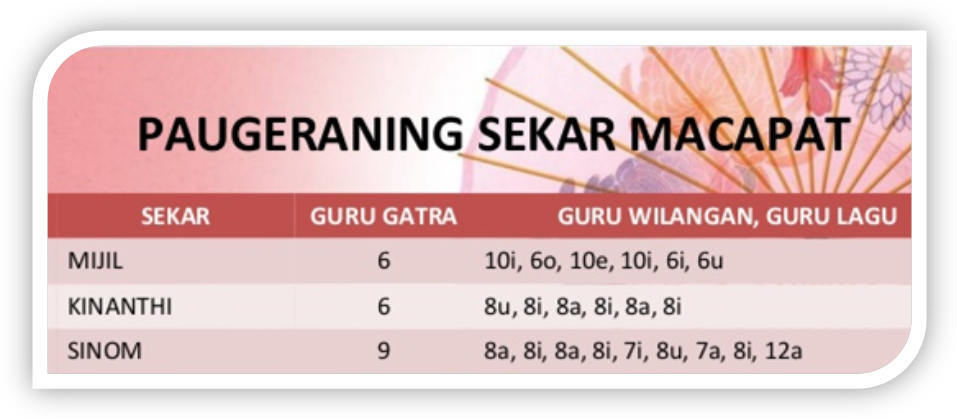 PAUGERANING SEKAR MACAPAT
SEKAR GURU GATRA GURU WILANGAN, GURU LAGU
MIJIL 6 10i, 6o, 10e, 10i, 6i, 6u
KINANTHI 6 8u, 8i, 8a, 8i, 8a, 8i
SINOM 9 8a, 8i, 8a, 8i, 7i, 8u, 7a, 8i, 12a